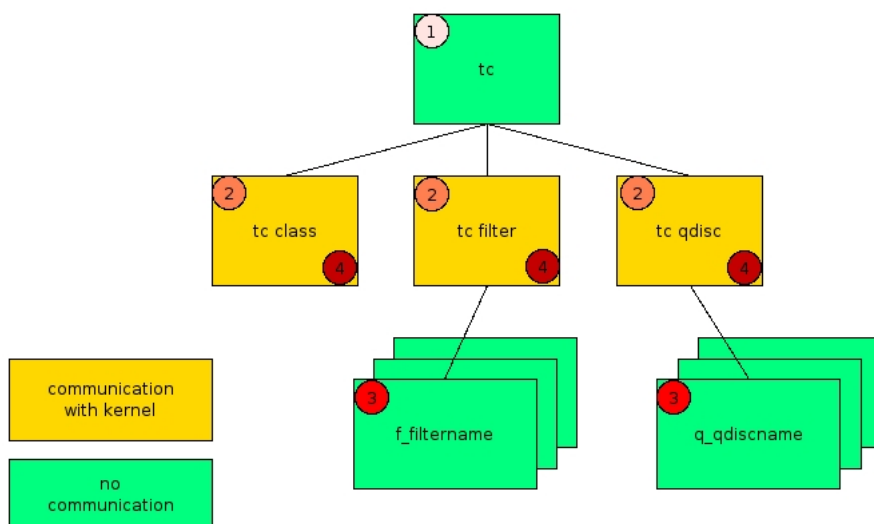 1
tc
2
tc class
4
2
tc filter
4
2
tc qdisc
4
communication
with kernel
3
f_filtername
3
q_qdiscname
no
communication